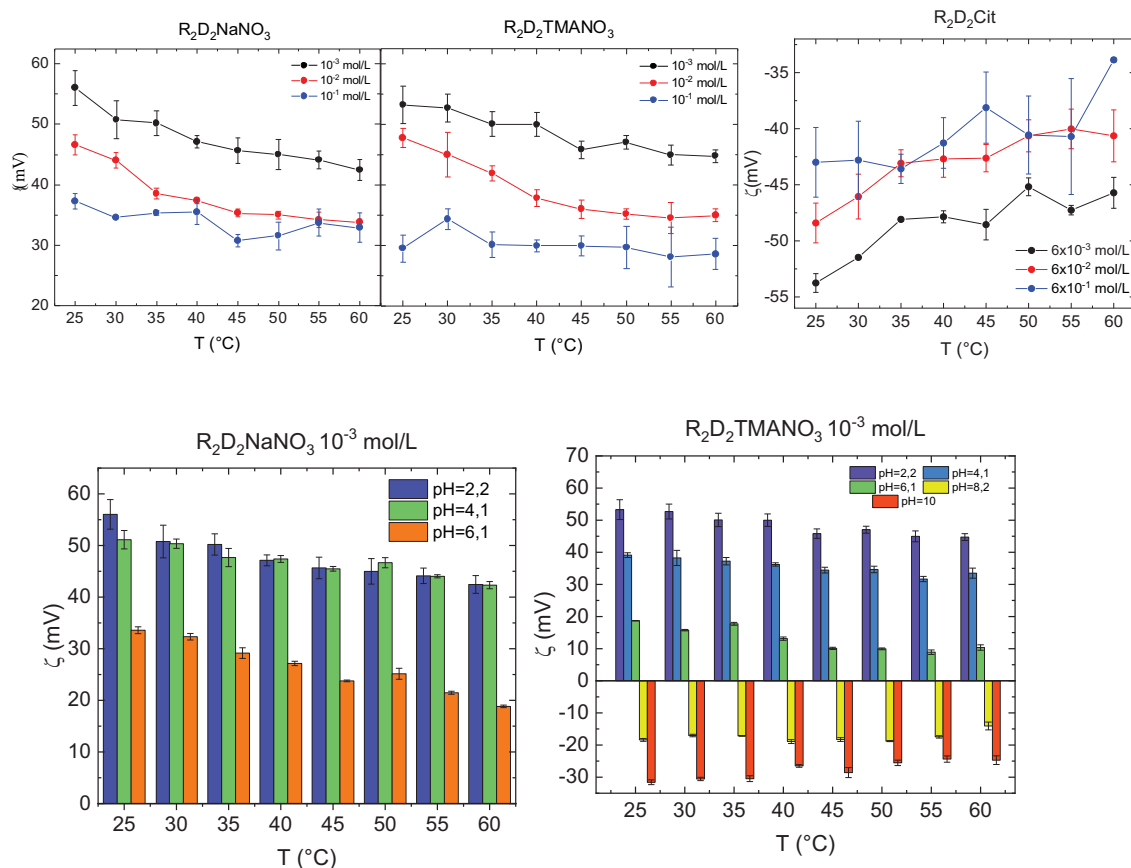 R₂D₂NaNO₃
60
50
40
30
20
ζ(mV)
10⁻³ mol/L
10⁻² mol/L
10⁻¹ mol/L
25 30 35 40 45 50 55 60
T (°C)
R₂D₂TMANO₃
10⁻³ mol/L
10⁻² mol/L
10⁻¹ mol/L
25 30 35 40 45 50 55 60
T (°C)
R₂D₂Cit
-35
-40
-45
-50
-55
ζ(mV)
6x10⁻³ mol/L
6x10⁻² mol/L
6x10⁻¹ mol/L
25 30 35 40 45 50 55 60
T (°C)
R₂D₂NaNO₃ 10⁻³ mol/L
60
50
40
30
20
10
0
ζ (mV)
pH=2,2
pH=4,1
pH=6,1
25 30 35 40 45 50 55 60
T (°C)
R₂D₂TMANO₃ 10⁻³ mol/L
70
60
50
40
30
20
10
0
-10
-20
-30
ζ (mV)
pH=2,2 pH=4,1
pH=6,1 pH=8,2
pH=10
25 30 35 40 45 50 55 60
T (°C)